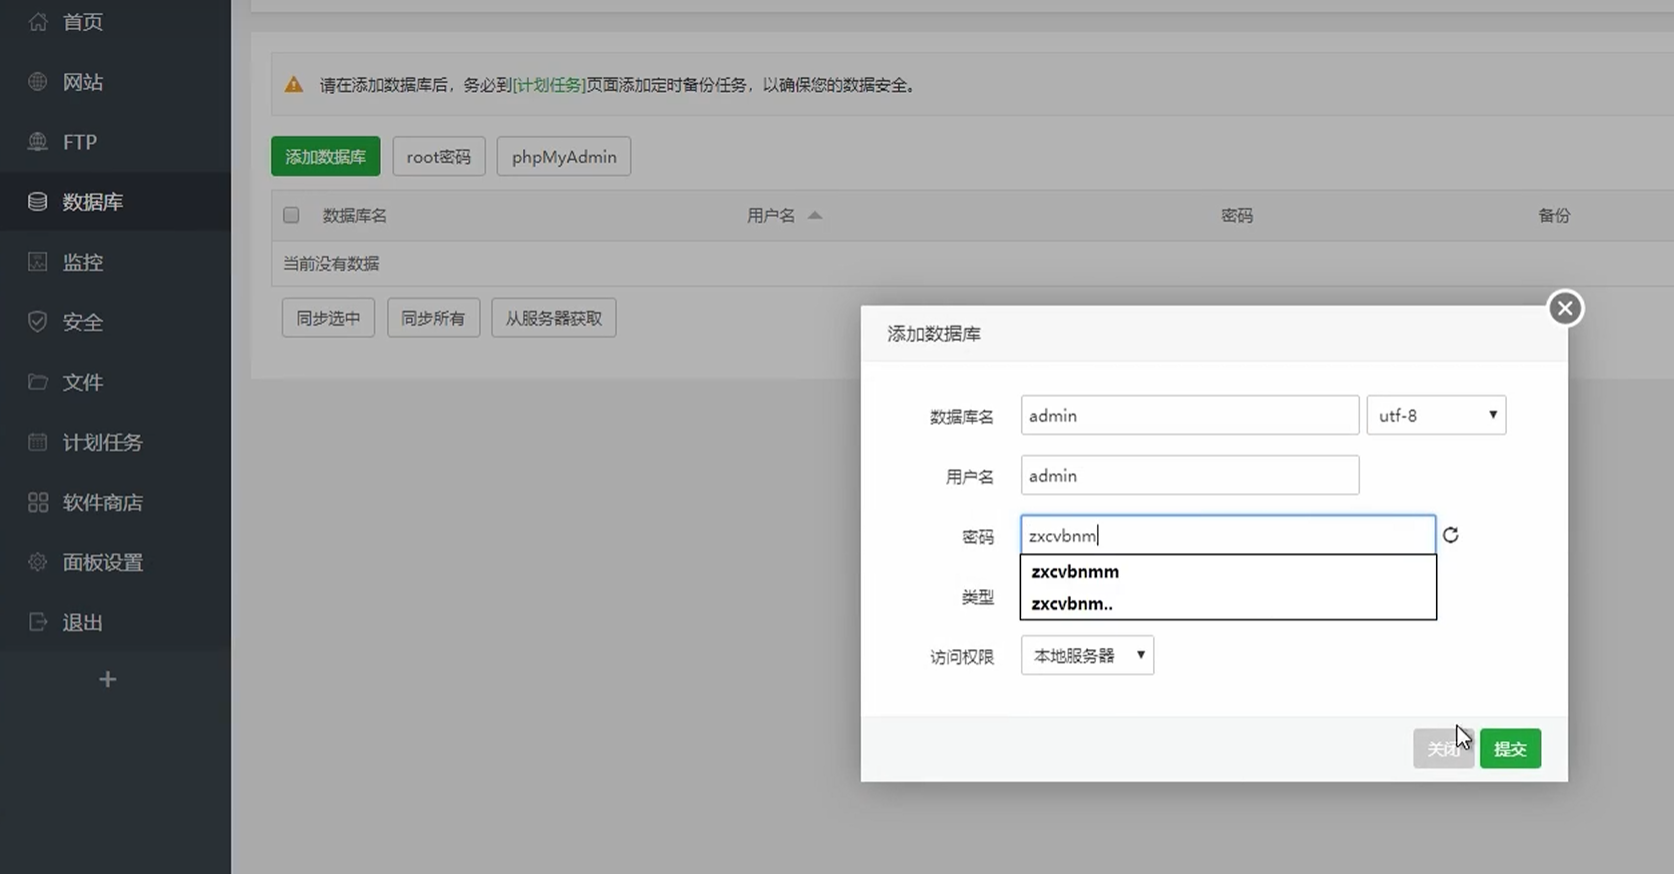 首页
网站
FTP
数据库
监控
安全
文件
计划任务
软件商店
面板设置
退出
请在添加数据库后，务必到[计划任务]页面添加定时备份任务，以确保您的数据安全。
添加数据库 root密码 phpMyAdmin
数据库名 用户名 密码 备份
当前没有数据
同步选中 同步所有 从服务器获取
添加数据库
数据库名 admin utf-8
用户名 admin
密码 zxcvbnm
zxcvbnmm
类型
zxcvbnm..
访问权限 本地服务器
关闭 提交